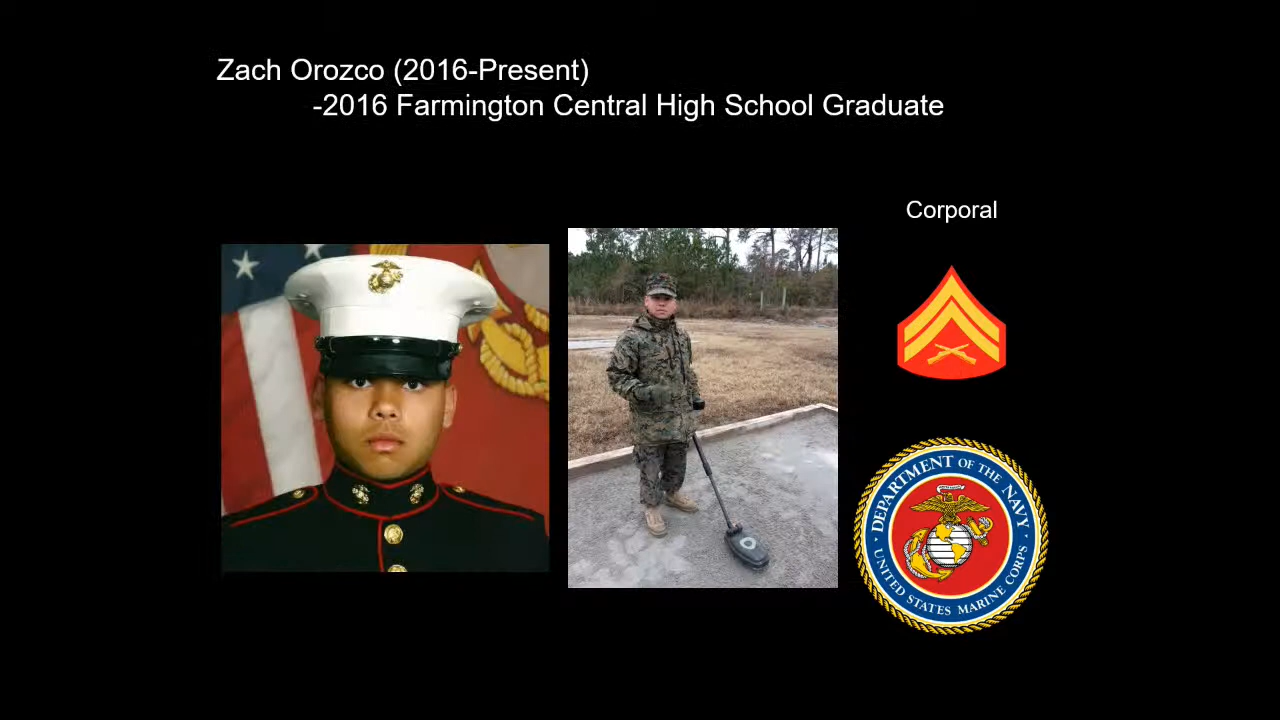 Zach Orozco (2016-Present)
-2016 Farmington Central High School Graduate
Corporal
DEPARTMENT OF THE NAVY
UNITED STATES MARINE CORPS